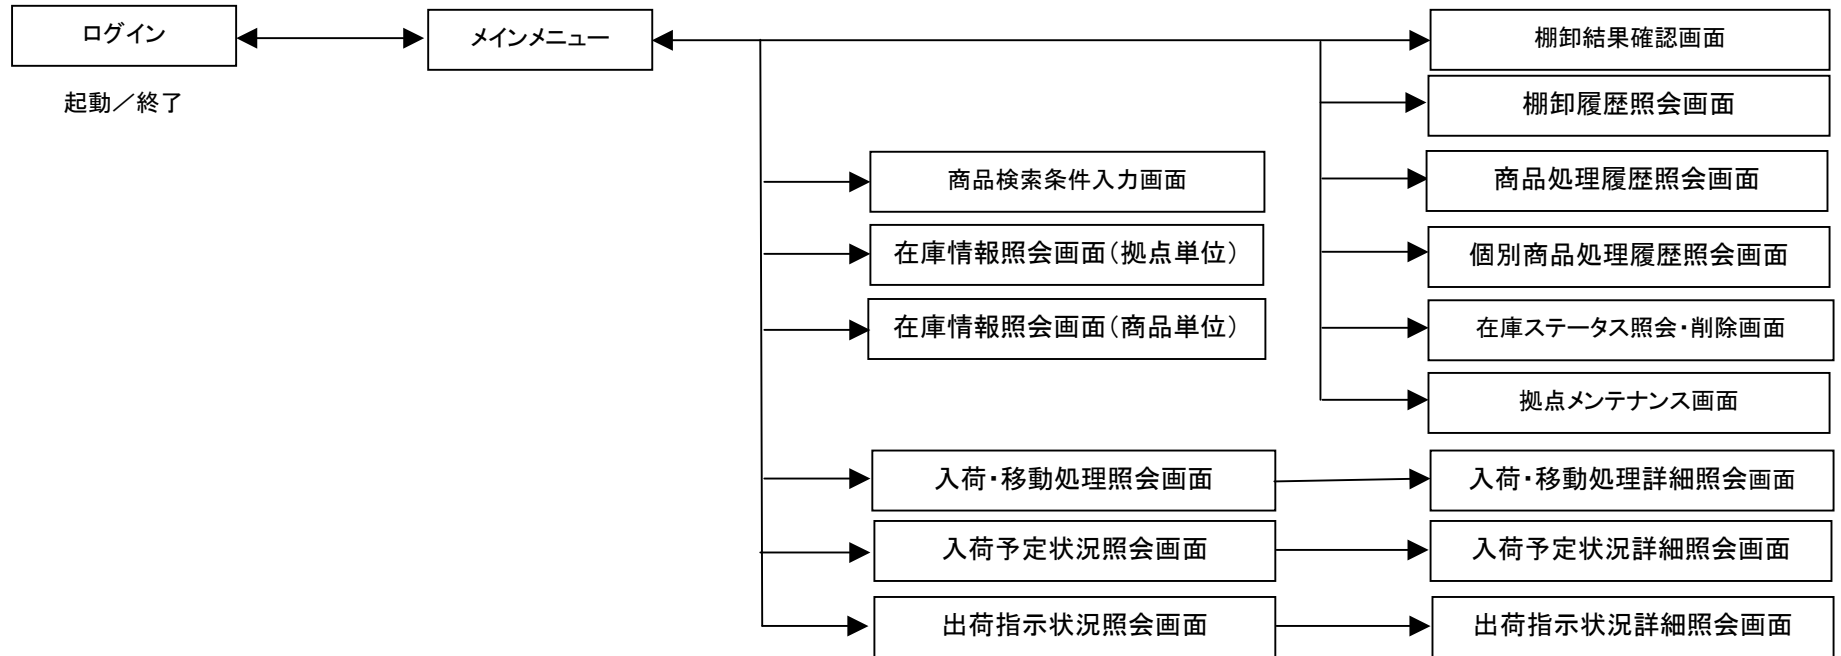 ログイン
メインメニュー
棚卸結果確認画面
起動／終了
棚卸履歴照会画面
商品検索条件入力画面
商品処理履歴照会画面
在庫情報照会画面（拠点単位）
個別商品処理履歴照会画面
在庫情報照会画面（商品単位）
在庫ステータス照会・削除画面
拠点メンテナンス画面
入荷・移動処理照会画面
入荷・移動処理詳細照会画面
入荷予定状況照会画面
入荷予定状況詳細照会画面
出荷指示状況照会画面
出荷指示状況詳細照会画面